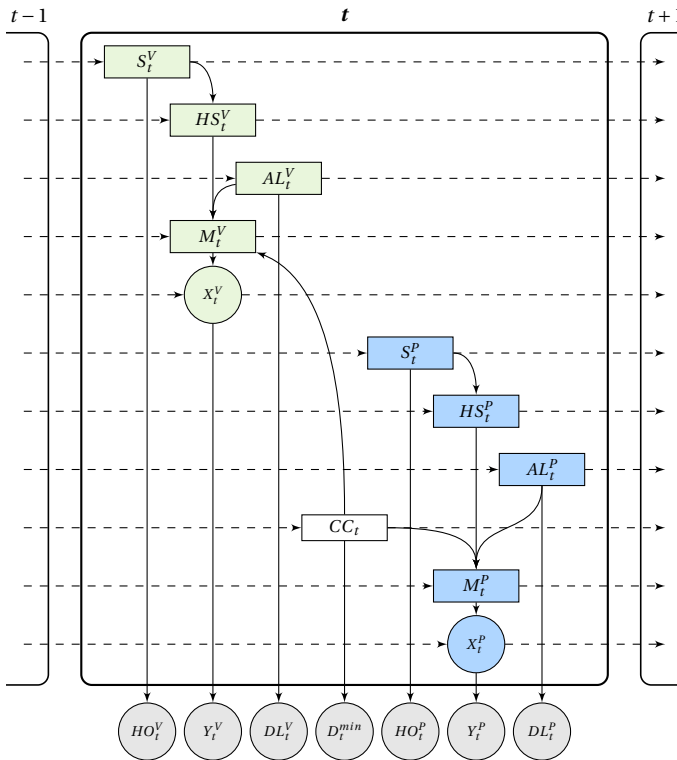 t − 1
t
t +
S_t^V
HS_t^V
AL_t^V
M_t^V
X_t^V
S_t^P
HS_t^P
AL_t^P
CC_t
M_t^P
X_t^P
HO_t^V Y_t^V DL_t^V D_t^{min} HO_t^P Y_t^P DL_t^P